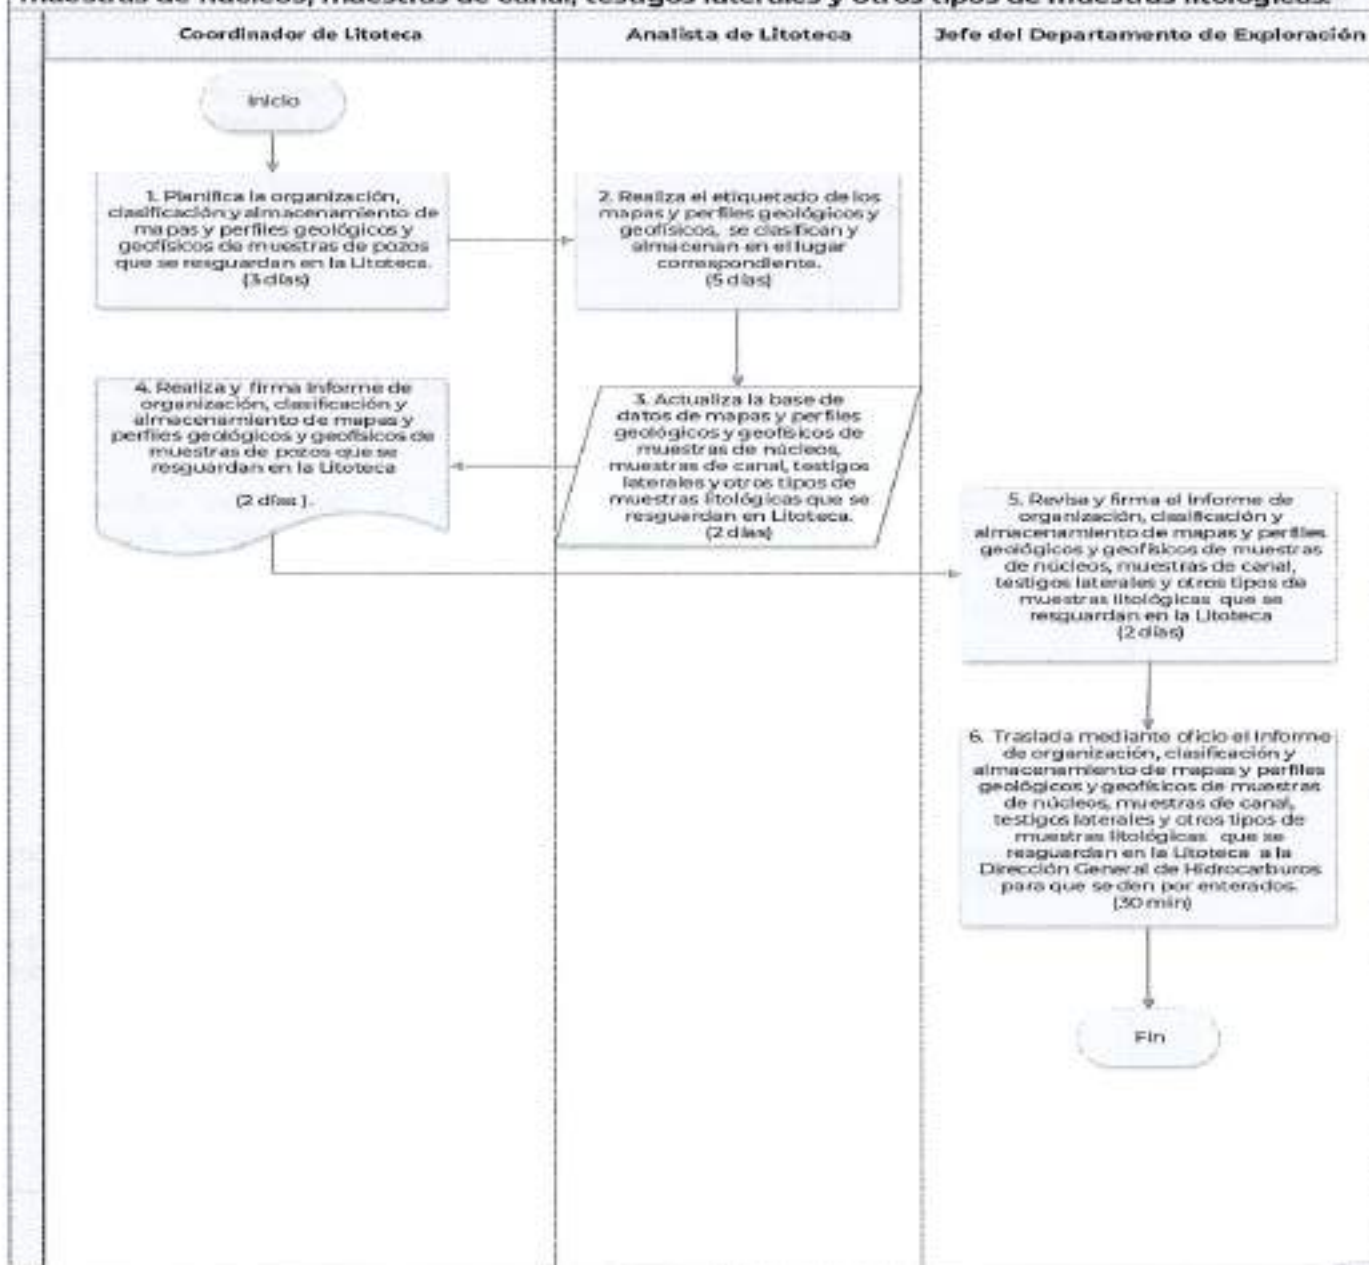 muestras de núcleos, muestras de canal, testigos laterales y otros tipos de muestras litológicas.
Coordinador de Litoteca
Analista de Litoteca
Jefe del Departamento de Exploración
Inicio
1. Planifica la organización,
clasificación y almacenamiento de
mapas y perfiles geológicos y
geofísicos de muestras de pozos
que se resguardan en la Litoteca.
(3 días)
2. Realiza el etiquetado de los
mapas y perfiles geológicos y
geofísicos, se clasifican y
almacenan en el lugar
correspondiente.
(5 días)
3. Actualiza la base de
datos de mapas y perfiles
geológicos y geofísicos de
muestras de núcleos,
muestras de canal, testigos
laterales y otros tipos de
muestras litológicas que se
resguardan en Litoteca.
(2 días)
4. Realiza y firma Informe de
organización, clasificación y
almacenamiento de mapas y
perfiles geológicos y geofísicos de
muestras de pozos que se
resguardan en la Litoteca
(2 días ).
5. Revisa y firma el Informe de
organización, clasificación y
almacenamiento de mapas y perfiles
geológicos y geofísicos de muestras
de núcleos, muestras de canal,
testigos laterales y otros tipos de
muestras litológicas que se
resguardan en la Litoteca
(2 días)
6. Traslada mediante oficio el Informe
de organización, clasificación y
almacenamiento de mapas y perfiles
geológicos y geofísicos de muestras
de núcleos, muestras de canal,
testigos laterales y otros tipos de
muestras litológicas que se
resguardan en la Litoteca a la
Dirección General de Hidrocarburos
para que se den por enterados.
(30 min)
Fin